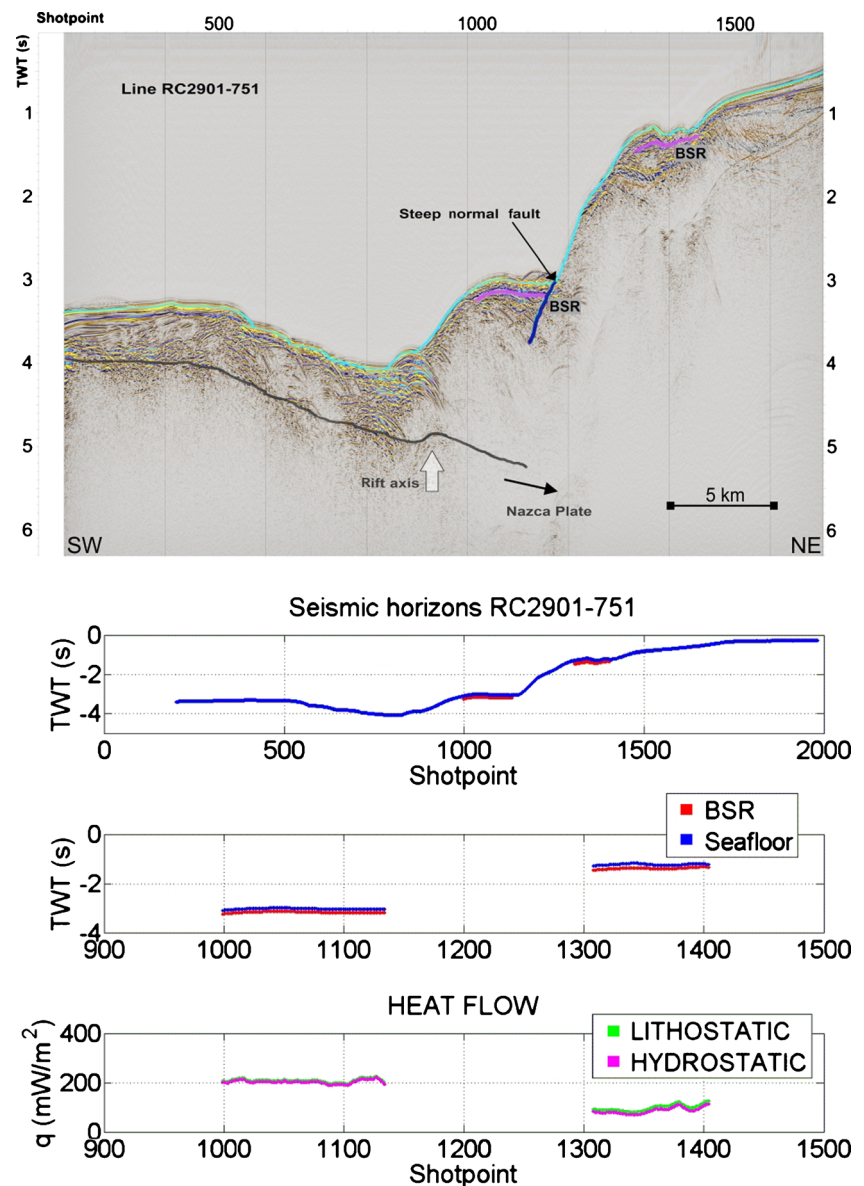 Shotpoint 500 1000 1500
TWT (s)
Line RC2901-751
1 1
BSR
2 2
Steep normal fault
3 3
BSR
4 4
5 5
Rift axis
5 km
Nazca Plate
6 6
SW NE
Seismic horizons RC2901-751
0
-2
-4
TWT (s)
0 500 1000 1500 2000
Shotpoint
BSR
Seafloor
0
-2
-4
TWT (s)
900 1000 1100 1200 1300 1400 1500
HEAT FLOW
400
200
0
q (mW/m²)
LITHOSTATIC
HYDROSTATIC
900 1000 1100 1200 1300 1400 1500
Shotpoint